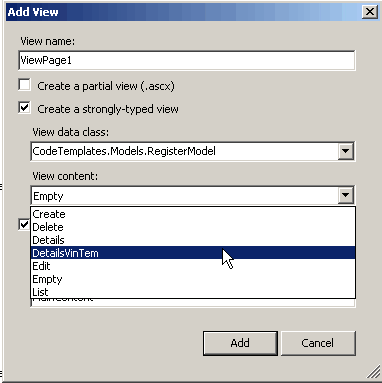 Add View
View name:
ViewPage1
Create a partial view (.ascx)
Create a strongly-typed view
View data class:
CodeTemplates.Models.RegisterModel
View content:
Empty
Create
Delete
Details
DetailsVinTem
Edit
Empty
List
Add
Cancel